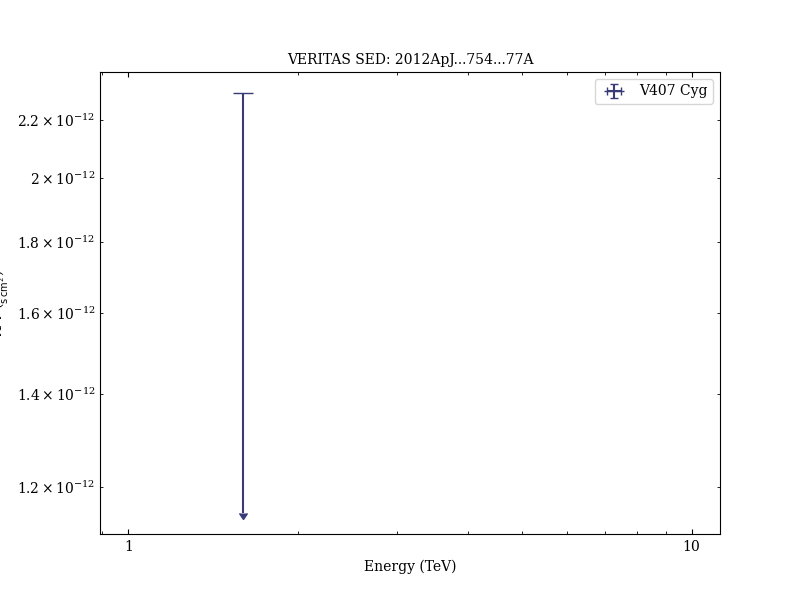 VERITAS SED: 2012ApJ...754...77A
V407 Cyg
2.2 × 10⁻¹²
2 × 10⁻¹²
1.8 × 10⁻¹²
1.6 × 10⁻¹²
1.4 × 10⁻¹²
1.2 × 10⁻¹²
1
10
Energy (TeV)